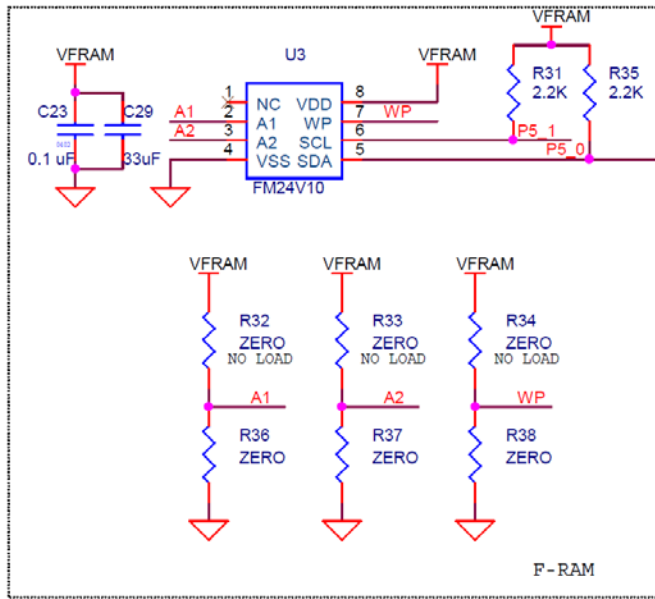 VFRAM
C23
C29
0402
0.1 uF
33uF
U3
1
NC
VDD
8
A1
2
A1
WP
7
WP
A2
3
A2
SCL
6
4
VSS
SDA
5
FM24V10
VFRAM
VFRAM
R31
2.2K
R35
2.2K
P5_1
P5_0
VFRAM
R32
ZERO
NO LOAD
A1
R36
ZERO
VFRAM
R33
ZERO
NO LOAD
A2
R37
ZERO
VFRAM
R34
ZERO
NO LOAD
WP
R38
ZERO
F-RAM